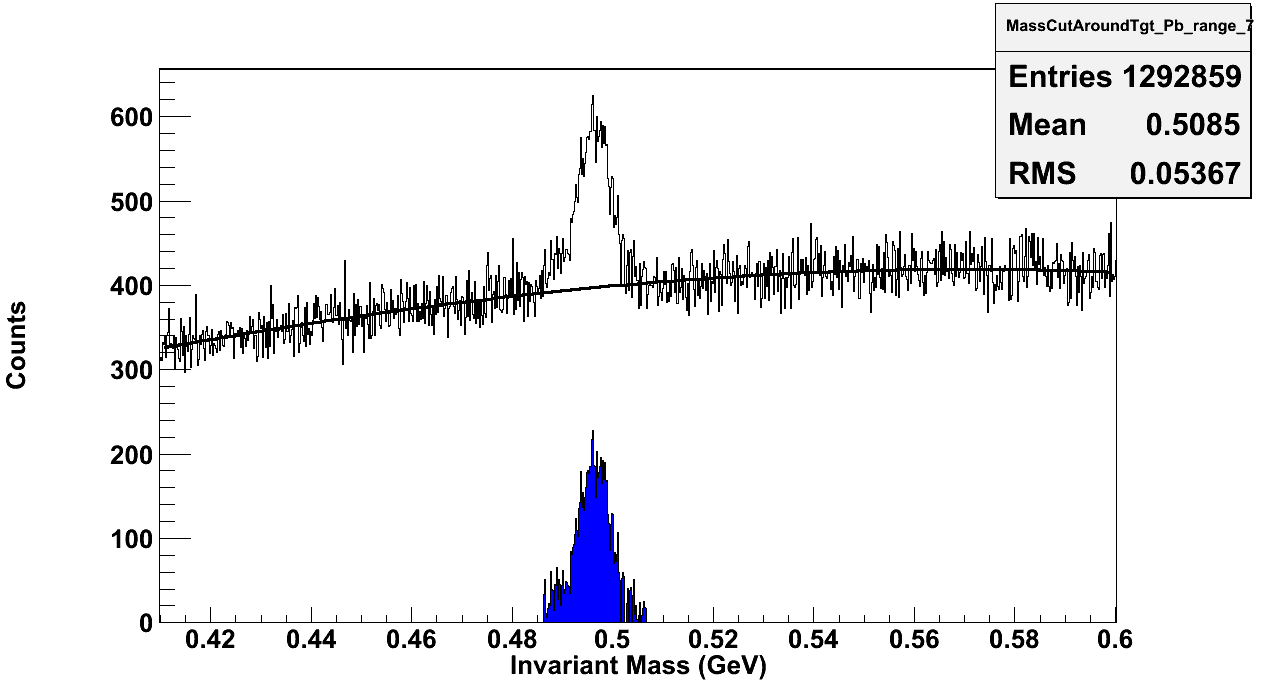 MassCutAroundTgt_Pb_range_7
Entries 1292859
Mean 0.5085
RMS 0.05367
600
500
400
300
200
100
0
0.42 0.44 0.46 0.48 0.5 0.52 0.54 0.56 0.58 0.6
Invariant Mass (GeV)
Counts